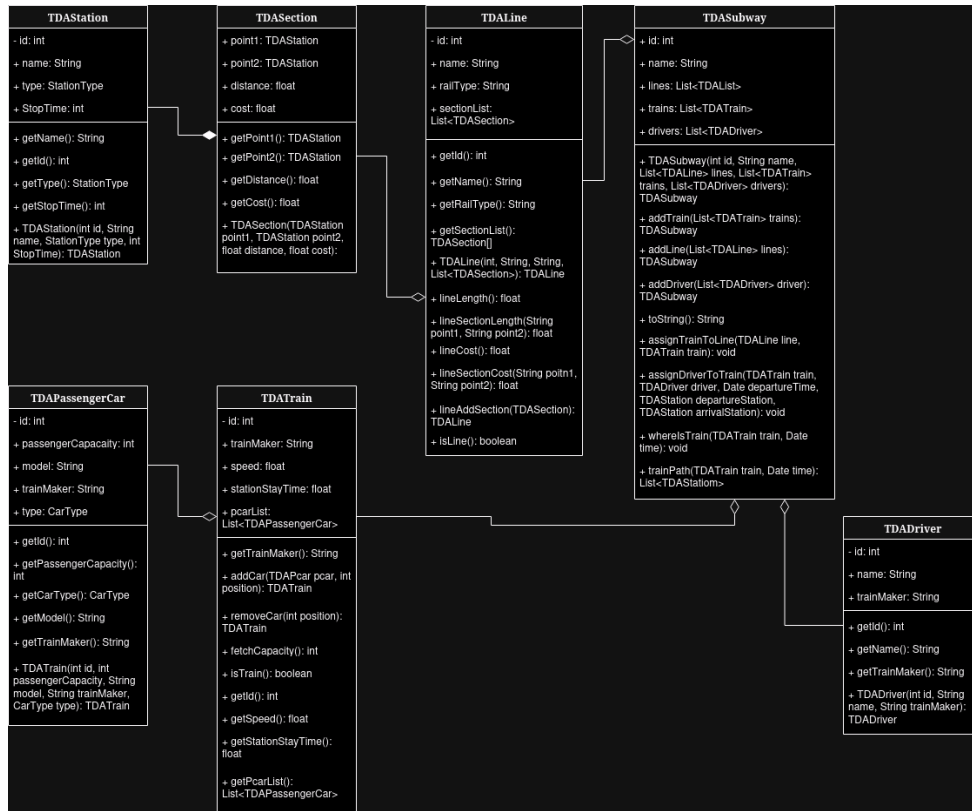 TDAStation
- id: int
+ name: String
+ type: StationType
+ StopTime: int
+ getName(): String
+ getId(): int
+ getType(): StationType
+ getStopTime(): int
+ TDAStation(int id, String
name, StationType type, int
StopTime): TDAStation
TDASection
+ point1: TDAStation
+ point2: TDAStation
+ distance: float
+ cost: float
+ getPoint1(): TDAStation
+ getPoint2(): TDAStation
+ getDistance(): float
+ getCost(): float
+ TDASection(TDAStation
point1, TDAStation point2,
float distance, float cost):
TDALine
- id: int
+ name: String
+ railType: String
+ sectionList:
List<TDASection>
+ getId(): int
+ getName(): String
+ getRailType(): String
+ getSectionList():
TDASection[]
+ TDALine(int, String, String,
List<TDASection>): TDALine
+ lineLength(): float
+ lineSectionLength(String
point1, String point2): float
+ lineCost(): float
+ lineSectionCost(String poitn1,
String point2): float
+ lineAddSection(TDASection):
TDALine
+ isLine(): boolean
TDASubway
+ id: int
+ name: String
+ lines: List<TDAList>
+ trains: List<TDATrain>
+ drivers: List<TDADriver>
+ TDASubway(int id, String name,
List<TDALine> lines, List<TDATrain>
trains, List<TDADriver> drivers):
TDASubway
+ addTrain(List<TDATrain> trains):
TDASubway
+ addLine(List<TDALine> lines):
TDASubway
+ addDriver(List<TDADriver> driver):
TDASubway
+ toString(): String
+ assignTrainToLine(TDALine line,
TDATrain train): void
+ assignDriverToTrain(TDATrain train,
TDADriver driver, Date departureTime,
TDAStation departureStation,
TDAStation arrivalStation): void
+ whereIsTrain(TDATrain train, Date
time): void
+ trainPath(TDATrain train, Date time):
List<TDAStatiom>
TDAPassengerCar
- id: int
+ passengerCapacaity: int
+ model: String
+ trainMaker: String
+ type: CarType
+ getId(): int
+ getPassengerCapacity():
int
+ getCarType(): CarType
+ getModel(): String
+ getTrainMaker(): String
+ TDATrain(int id, int
passengerCapacity, String
model, String trainMaker,
CarType type): TDATrain
TDATrain
- id: int
+ trainMaker: String
+ speed: float
+ stationStayTime: float
+ pcarList:
List<TDAPassengerCar>
+ getTrainMaker(): String
+ addCar(TDAPcar pcar, int
position): TDATrain
+ removeCar(int position):
TDATrain
+ fetchCapacity(): int
+ isTrain(): boolean
+ getId(): int
+ getSpeed(): float
+ getStationStayTime():
float
+ getPcarList():
List<TDAPassengerCar>
TDADriver
- id: int
+ name: String
+ trainMaker: String
+ getId(): int
+ getName(): String
+ getTrainMaker(): String
+ TDADriver(int id, String
name, String trainMaker):
TDADriver